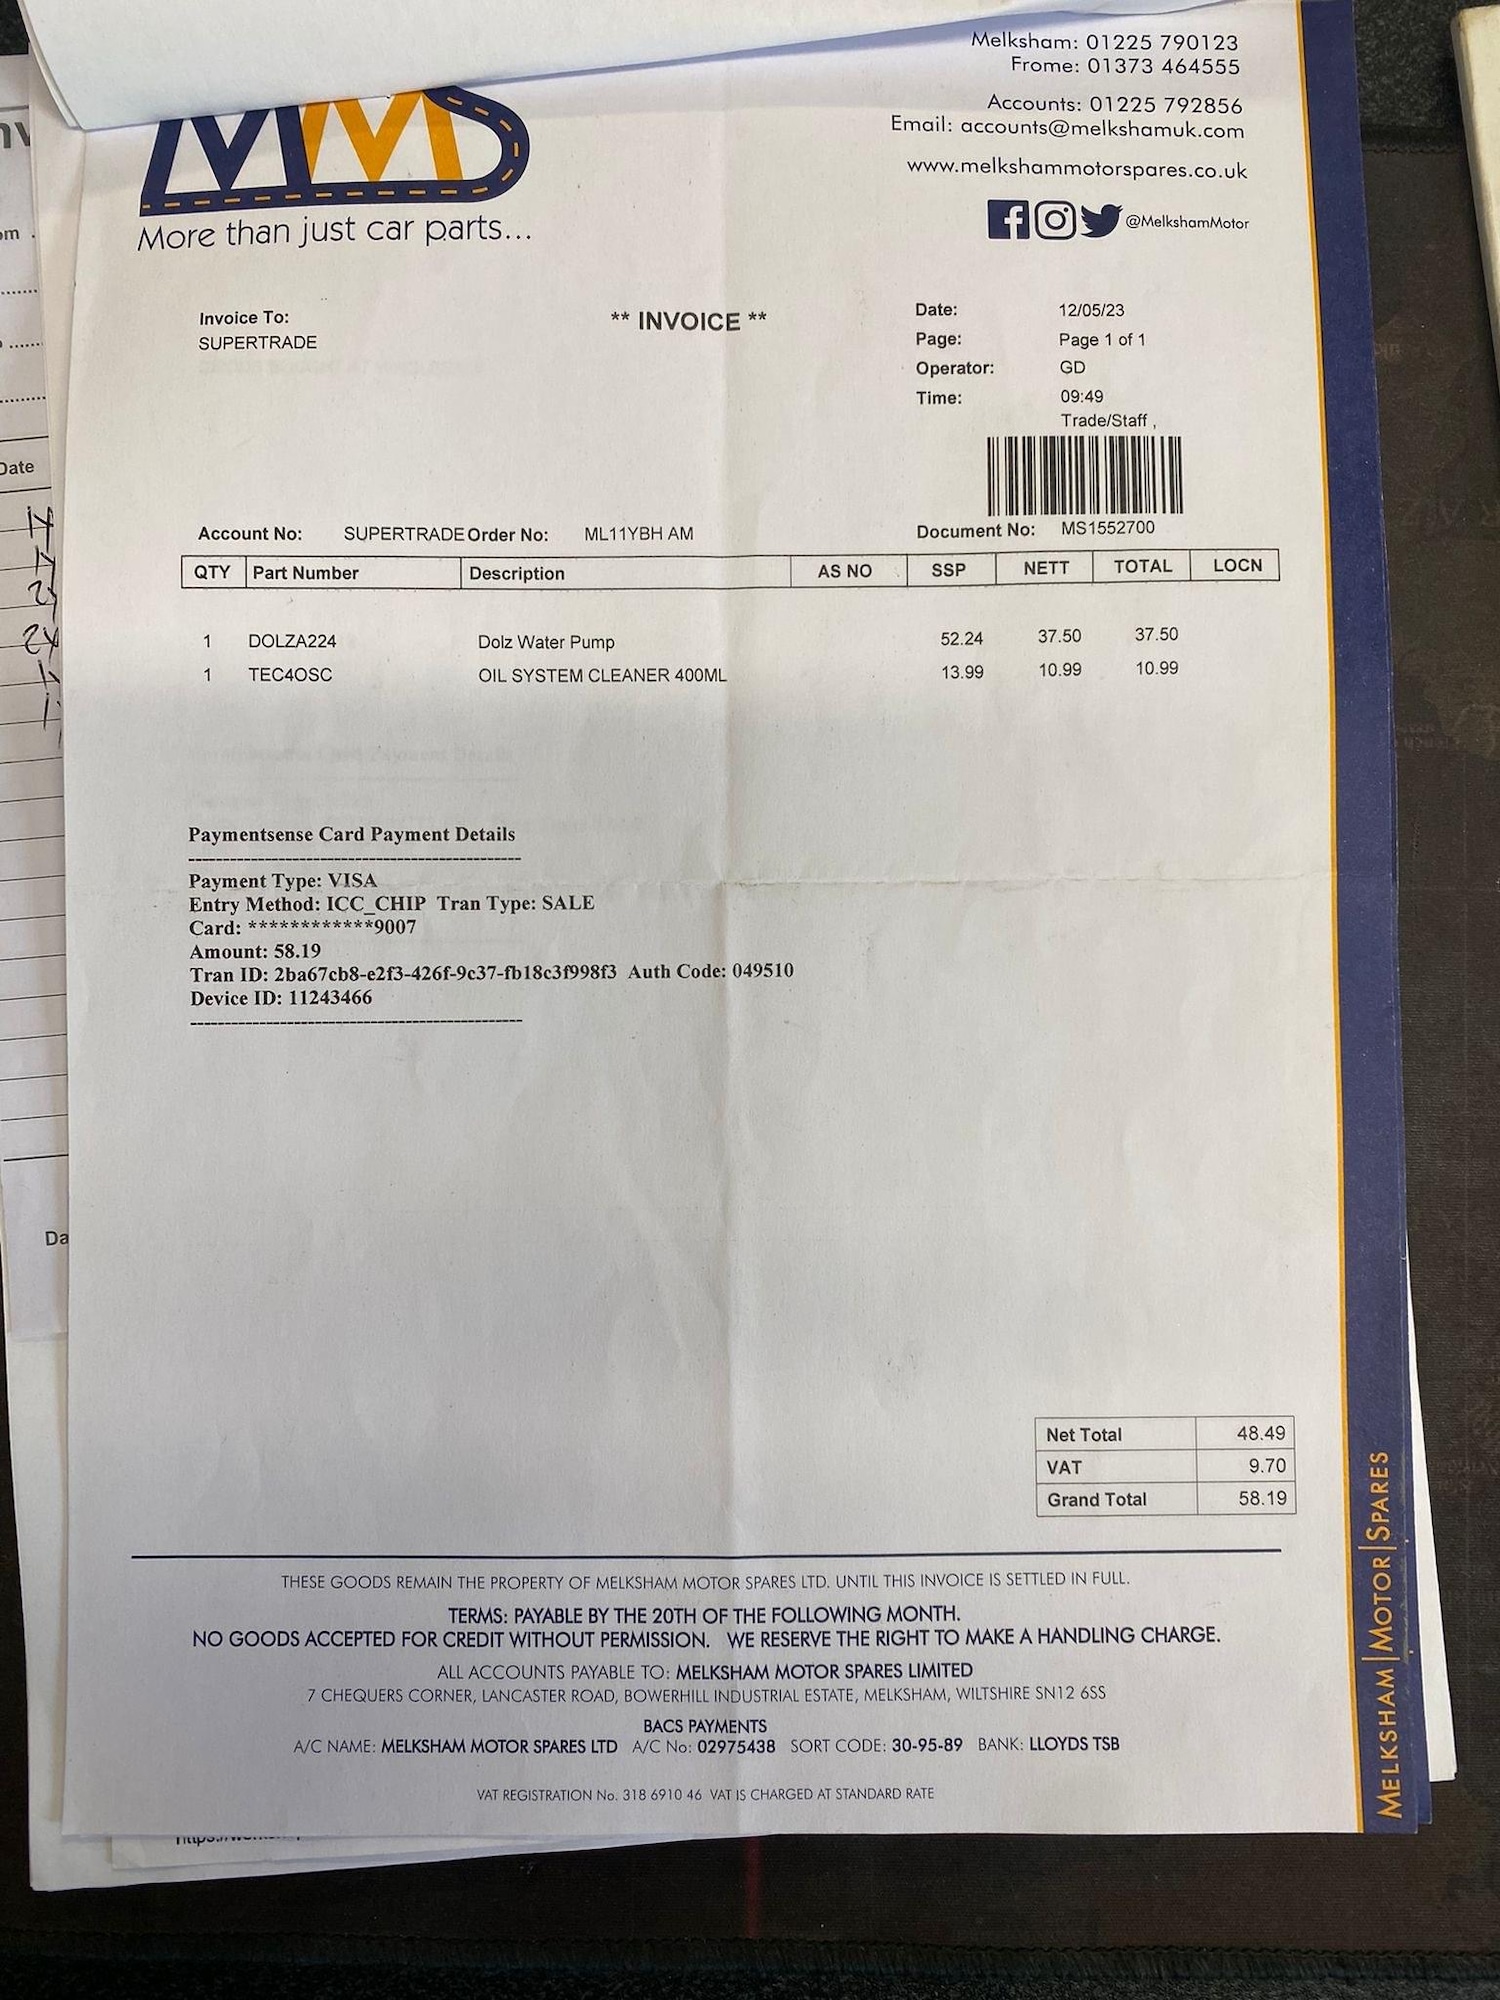 Melksham: 01225 790123
Frome: 01373 464555
Accounts: 01225 792856
Email: accounts@melkshamuk.com
www.melkshammotorspares.co.uk
@MelkshamMotor
MMS
More than just car parts...
Invoice To:
SUPERTRADE
** INVOICE **
Date: 12/05/23
Page: Page 1 of 1
Operator: GD
Time: 09:49
Trade/Staff ,
Account No: SUPERTRADE Order No: ML11YBH AM Document No: MS1552700
QTY Part Number Description AS NO SSP NETT TOTAL LOCN
1 DOLZA224 Dolz Water Pump 52.24 37.50 37.50
1 TEC4OSC OIL SYSTEM CLEANER 400ML 13.99 10.99 10.99
Paymentsense Card Payment Details
------------------------------------------------
Payment Type: VISA
Entry Method: ICC_CHIP Tran Type: SALE
Card: ************9007
Amount: 58.19
Tran ID: 2ba67cb8-e2f3-426f-9c37-fb18c3f998f3 Auth Code: 049510
Device ID: 11243466
------------------------------------------------
Net Total 48.49
VAT 9.70
Grand Total 58.19
THESE GOODS REMAIN THE PROPERTY OF MELKSHAM MOTOR SPARES LTD. UNTIL THIS INVOICE IS SETTLED IN FULL.
TERMS: PAYABLE BY THE 20TH OF THE FOLLOWING MONTH.
NO GOODS ACCEPTED FOR CREDIT WITHOUT PERMISSION. WE RESERVE THE RIGHT TO MAKE A HANDLING CHARGE.
ALL ACCOUNTS PAYABLE TO: MELKSHAM MOTOR SPARES LIMITED
7 CHEQUERS CORNER, LANCASTER ROAD, BOWERHILL INDUSTRIAL ESTATE, MELKSHAM, WILTSHIRE SN12 6SS
BACS PAYMENTS
A/C NAME: MELKSHAM MOTOR SPARES LTD A/C No: 02975438 SORT CODE: 30-95-89 BANK: LLOYDS TSB
VAT REGISTRATION No. 318 6910 46 VAT IS CHARGED AT STANDARD RATE
MELKSHAM|MOTOR|SPARES
Date